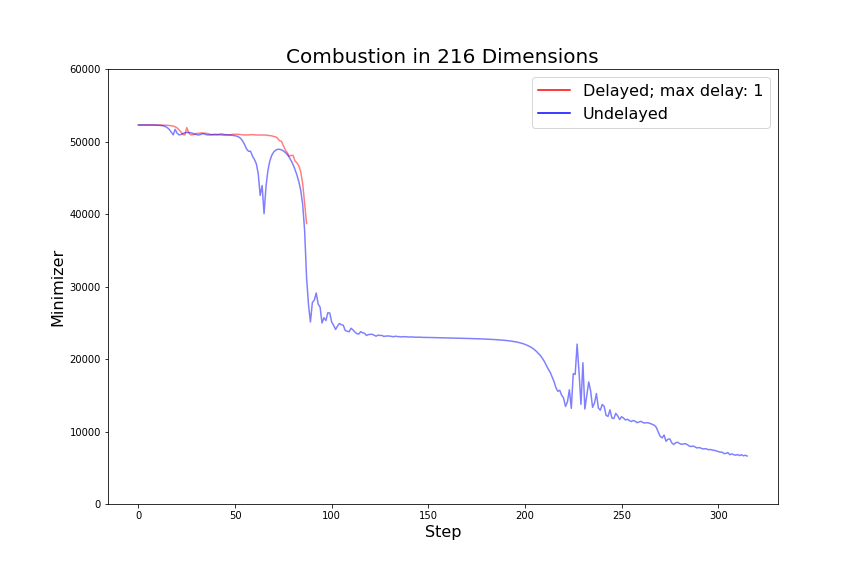 Combustion in 216 Dimensions
Delayed; max delay: 1
Undelayed
60000
50000
40000
30000
20000
10000
0
Minimizer
0 50 100 150 200 250 300
Step